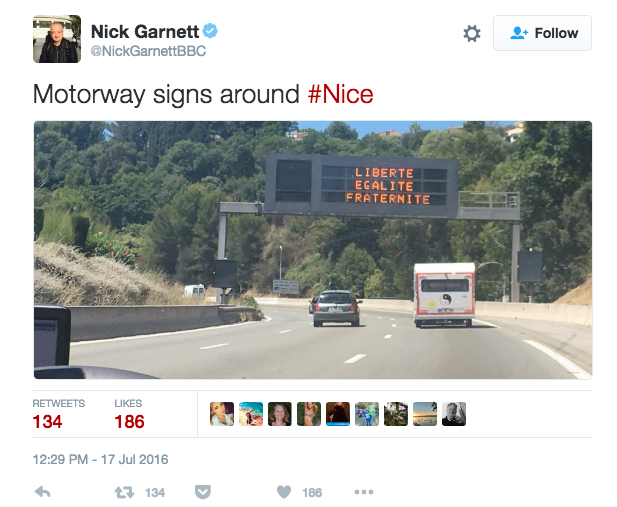 Nick Garnett
@NickGarnettBBC
Follow
Motorway signs around #Nice
LIBERTE
EGALITE
FRATERNITE
RETWEETS
LIKES
134
186
12:29 PM - 17 Jul 2016
134
186